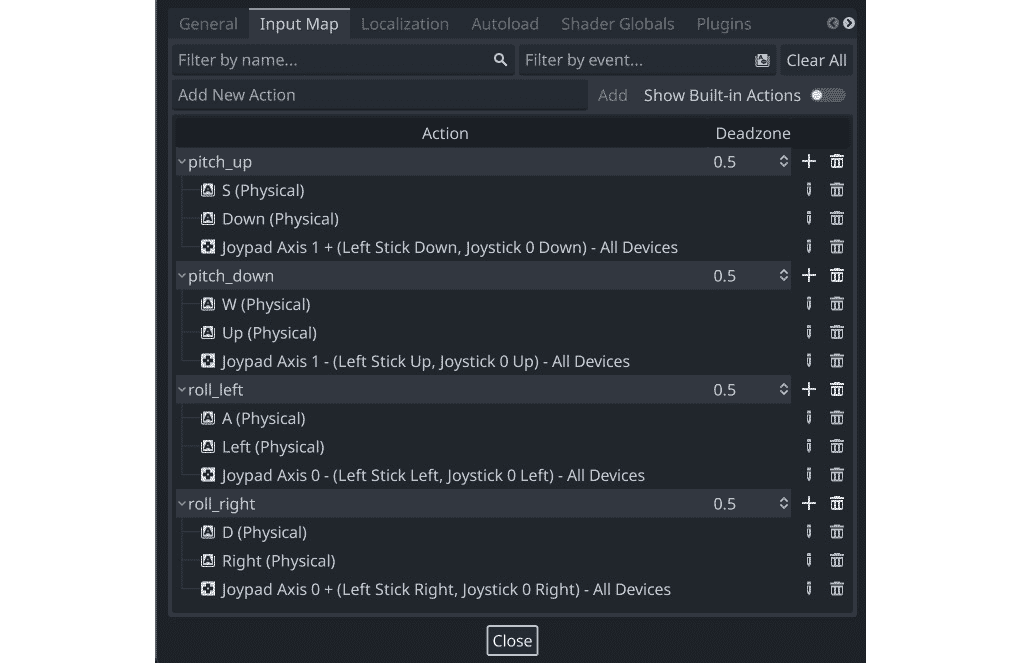 General Input Map Localization Autoload Shader Globals Plugins
Filter by name... Filter by event... Clear All
Add New Action Add Show Built-in Actions
Action Deadzone
pitch_up 0.5
S (Physical)
Down (Physical)
Joypad Axis 1 + (Left Stick Down, Joystick 0 Down) - All Devices
pitch_down 0.5
W (Physical)
Up (Physical)
Joypad Axis 1 - (Left Stick Up, Joystick 0 Up) - All Devices
roll_left 0.5
A (Physical)
Left (Physical)
Joypad Axis 0 - (Left Stick Left, Joystick 0 Left) - All Devices
roll_right 0.5
D (Physical)
Right (Physical)
Joypad Axis 0 + (Left Stick Right, Joystick 0 Right) - All Devices
Close